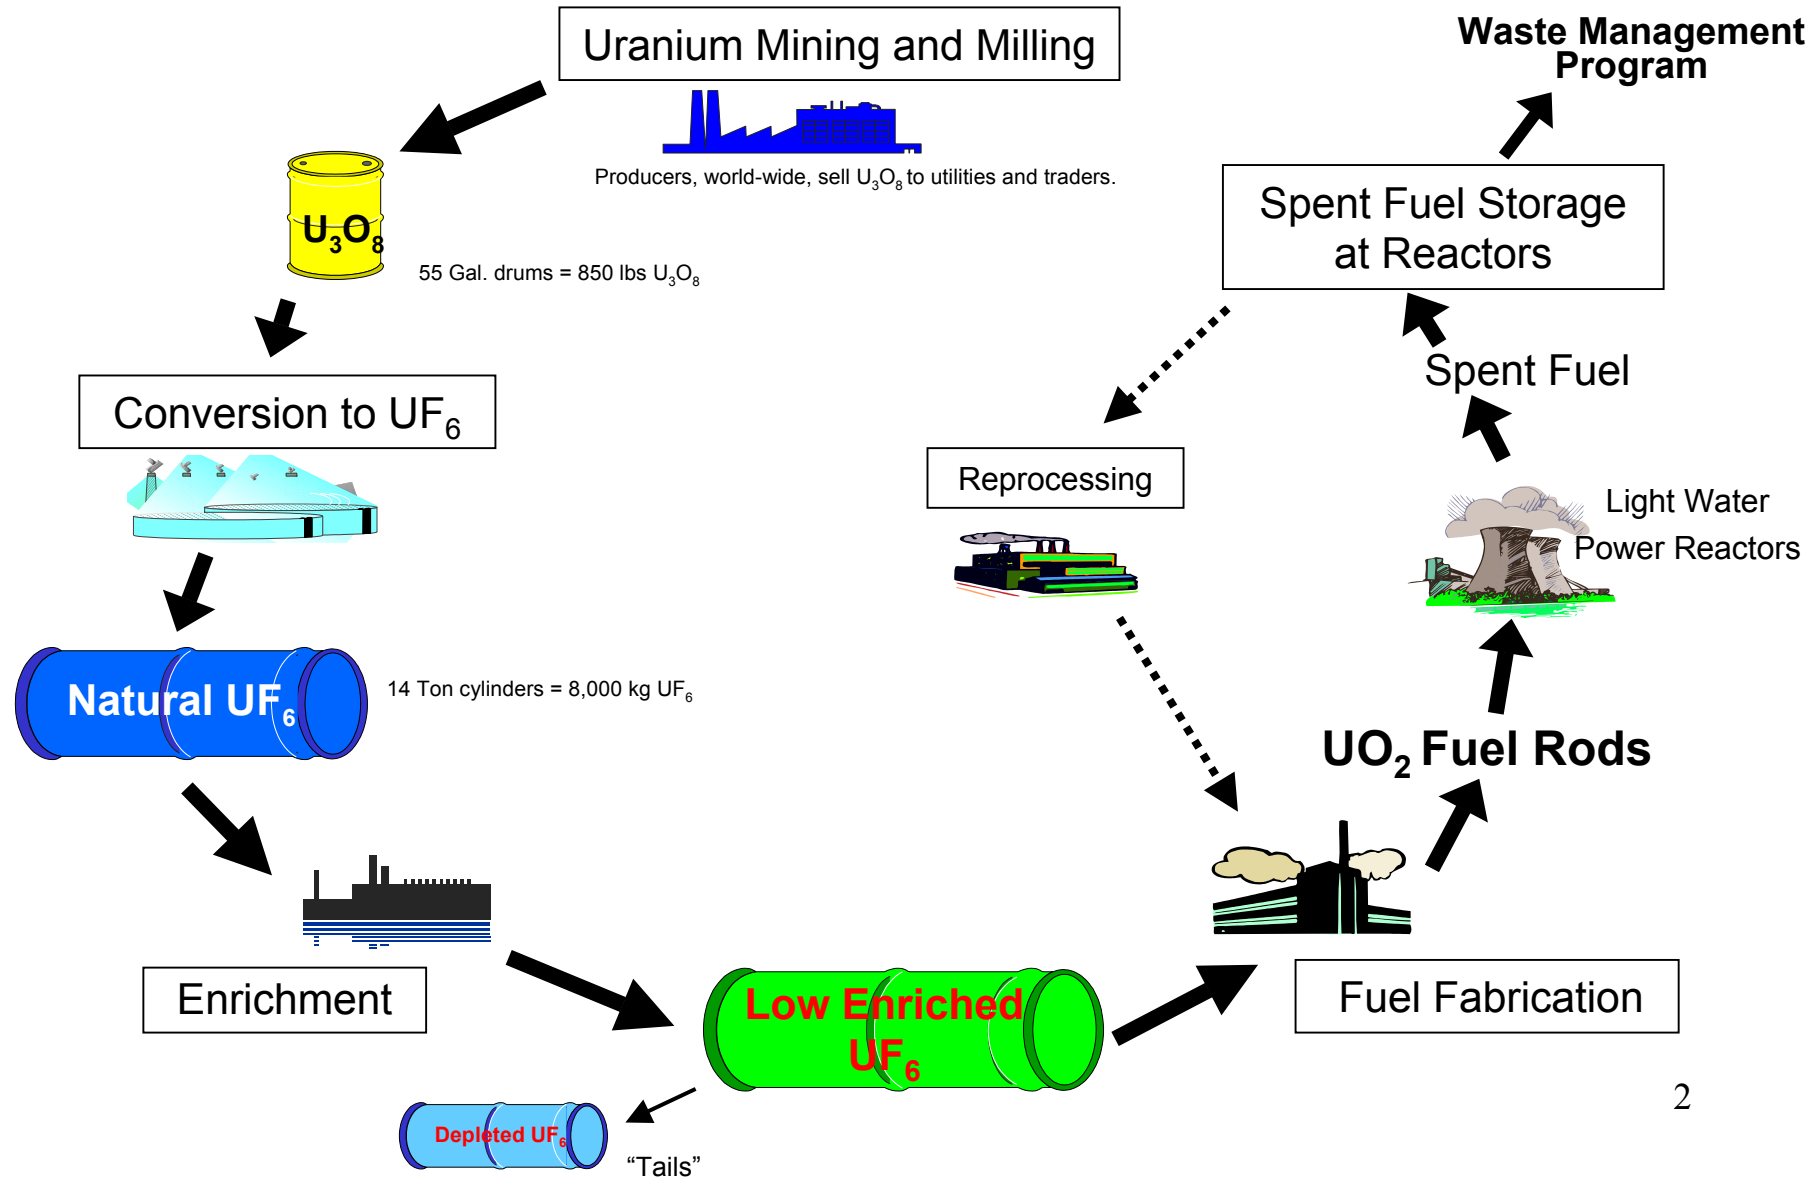 Uranium Mining and Milling
Producers, world-wide, sell U₃O₈ to utilities and traders.
U₃O₈
55 Gal. drums = 850 lbs U₃O₈
Conversion to UF₆
Natural UF₆
14 Ton cylinders = 8,000 kg UF₆
Enrichment
Low Enriched
UF₆
Depleted UF₆
“Tails”
Fuel Fabrication
UO₂ Fuel Rods
Light Water
Power Reactors
Spent Fuel
Spent Fuel Storage
at Reactors
Reprocessing
Waste Management
Program
2